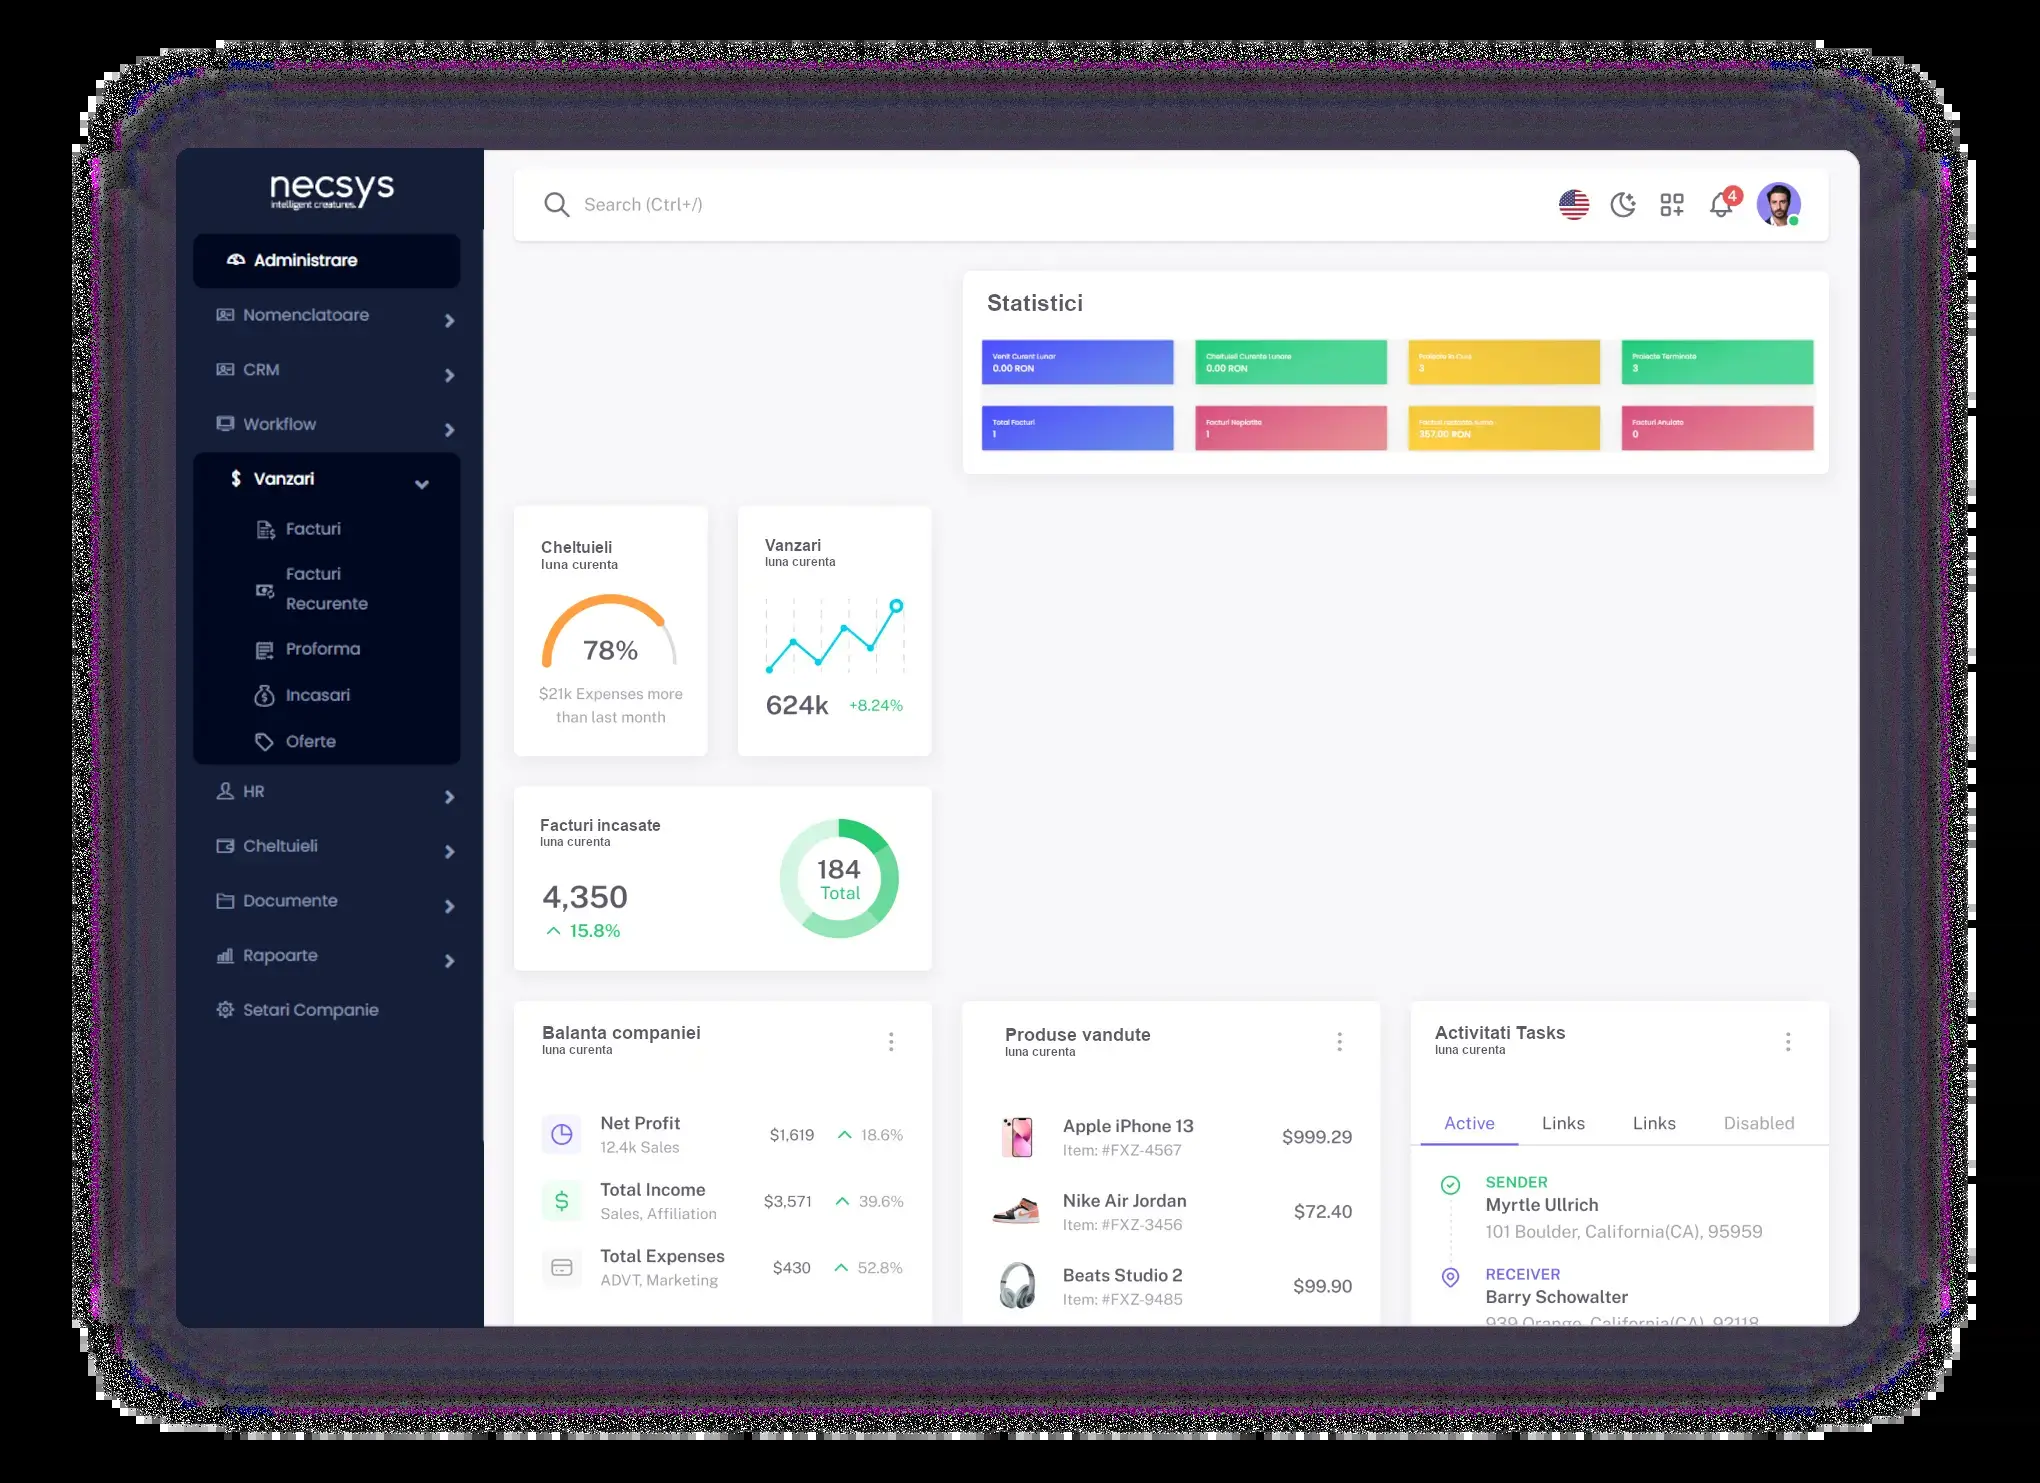 necsys
intelligent creatures.
Administrare
Nomenclatoare
CRM
Workflow
$ Vanzari
Facturi
Facturi
Recurente
Proforma
Incasari
Oferte
HR
Cheltuieli
Documente
Rapoarte
Setari Companie
Search (Ctrl+/)
4
Statistici
Venit Curent Lunar
0.00 RON
Cheltuieli Curente Lunare
0.00 RON
Proiecte in Curs
3
Proiecte Terminate
3
Total Facturi
1
Facturi Neplatite
1
357.00 RON
Facturi Anulate
0
Cheltuieli
luna curenta
78%
$21k Expenses more
than last month
Vanzari
luna curenta
624k +8.24%
Facturi incasate
luna curenta
4,350
15.8%
184
Total
Balanta companiei
luna curenta
Net Profit
12.4k Sales
$1,619 18.6%
Total Income
Sales, Affiliation
$3,571 39.6%
Total Expenses
ADVT, Marketing
$430 52.8%
Produse vandute
luna curenta
Apple iPhone 13
Item: #FXZ-4567
$999.29
Nike Air Jordan
Item: #FXZ-3456
$72.40
Beats Studio 2
Item: #FXZ-9485
$99.90
Activitati Tasks
luna curenta
Active Links Links Disabled
SENDER
Myrtle Ullrich
101 Boulder, California(CA), 95959
RECEIVER
Barry Schowalter
939 Orange, California(CA), 92118